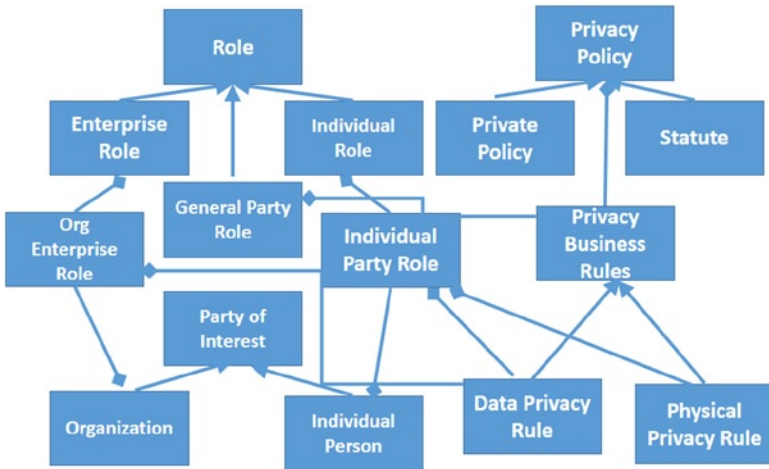 Role
Privacy
Policy
Enterprise
Role
Individual
Role
Private
Policy
Statute
General Party
Role
Org
Enterprise
Role
Individual
Party Role
Privacy
Business
Rules
Party of
Interest
Organization
Individual
Person
Data Privacy
Rule
Physical
Privacy Rule